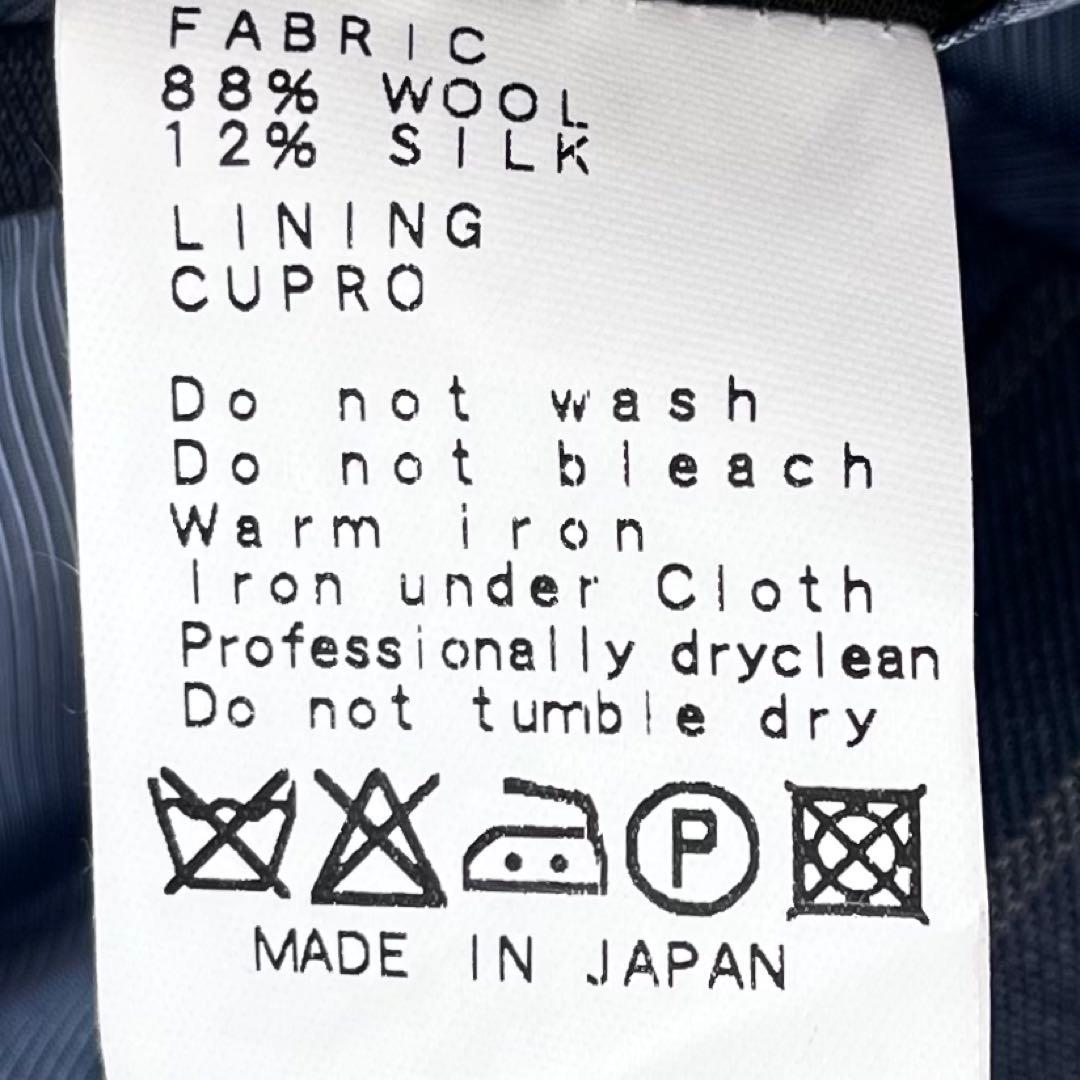 FABRIC
88% WOOL
12% SILK
LINING
CUPRO
Do not wash
Do not bleach
Warm iron
Iron under Cloth
Professionally dryclean
Do not tumble dry
P
MADE IN JAPAN